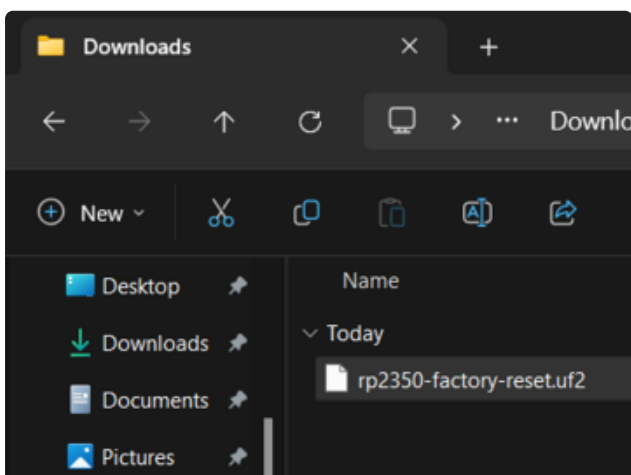 Downloads
Downlo
New
Desktop
Name
Downloads
Today
Documents
rp2350-factory-reset.uf2
Pictures